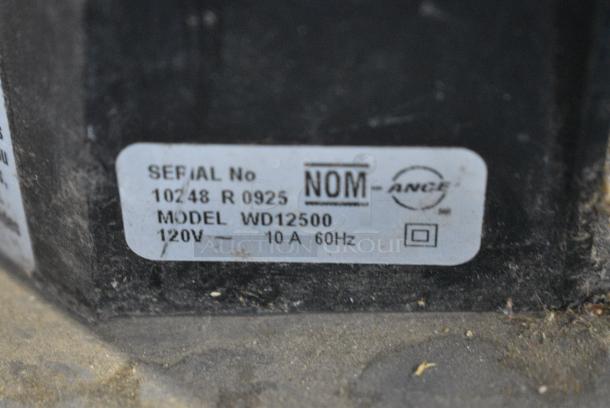 SERIAL No
10248 R 0925
NOM - ANCE
MODEL WD12500
120V — 10 A 60Hz
AUCTION GROUP